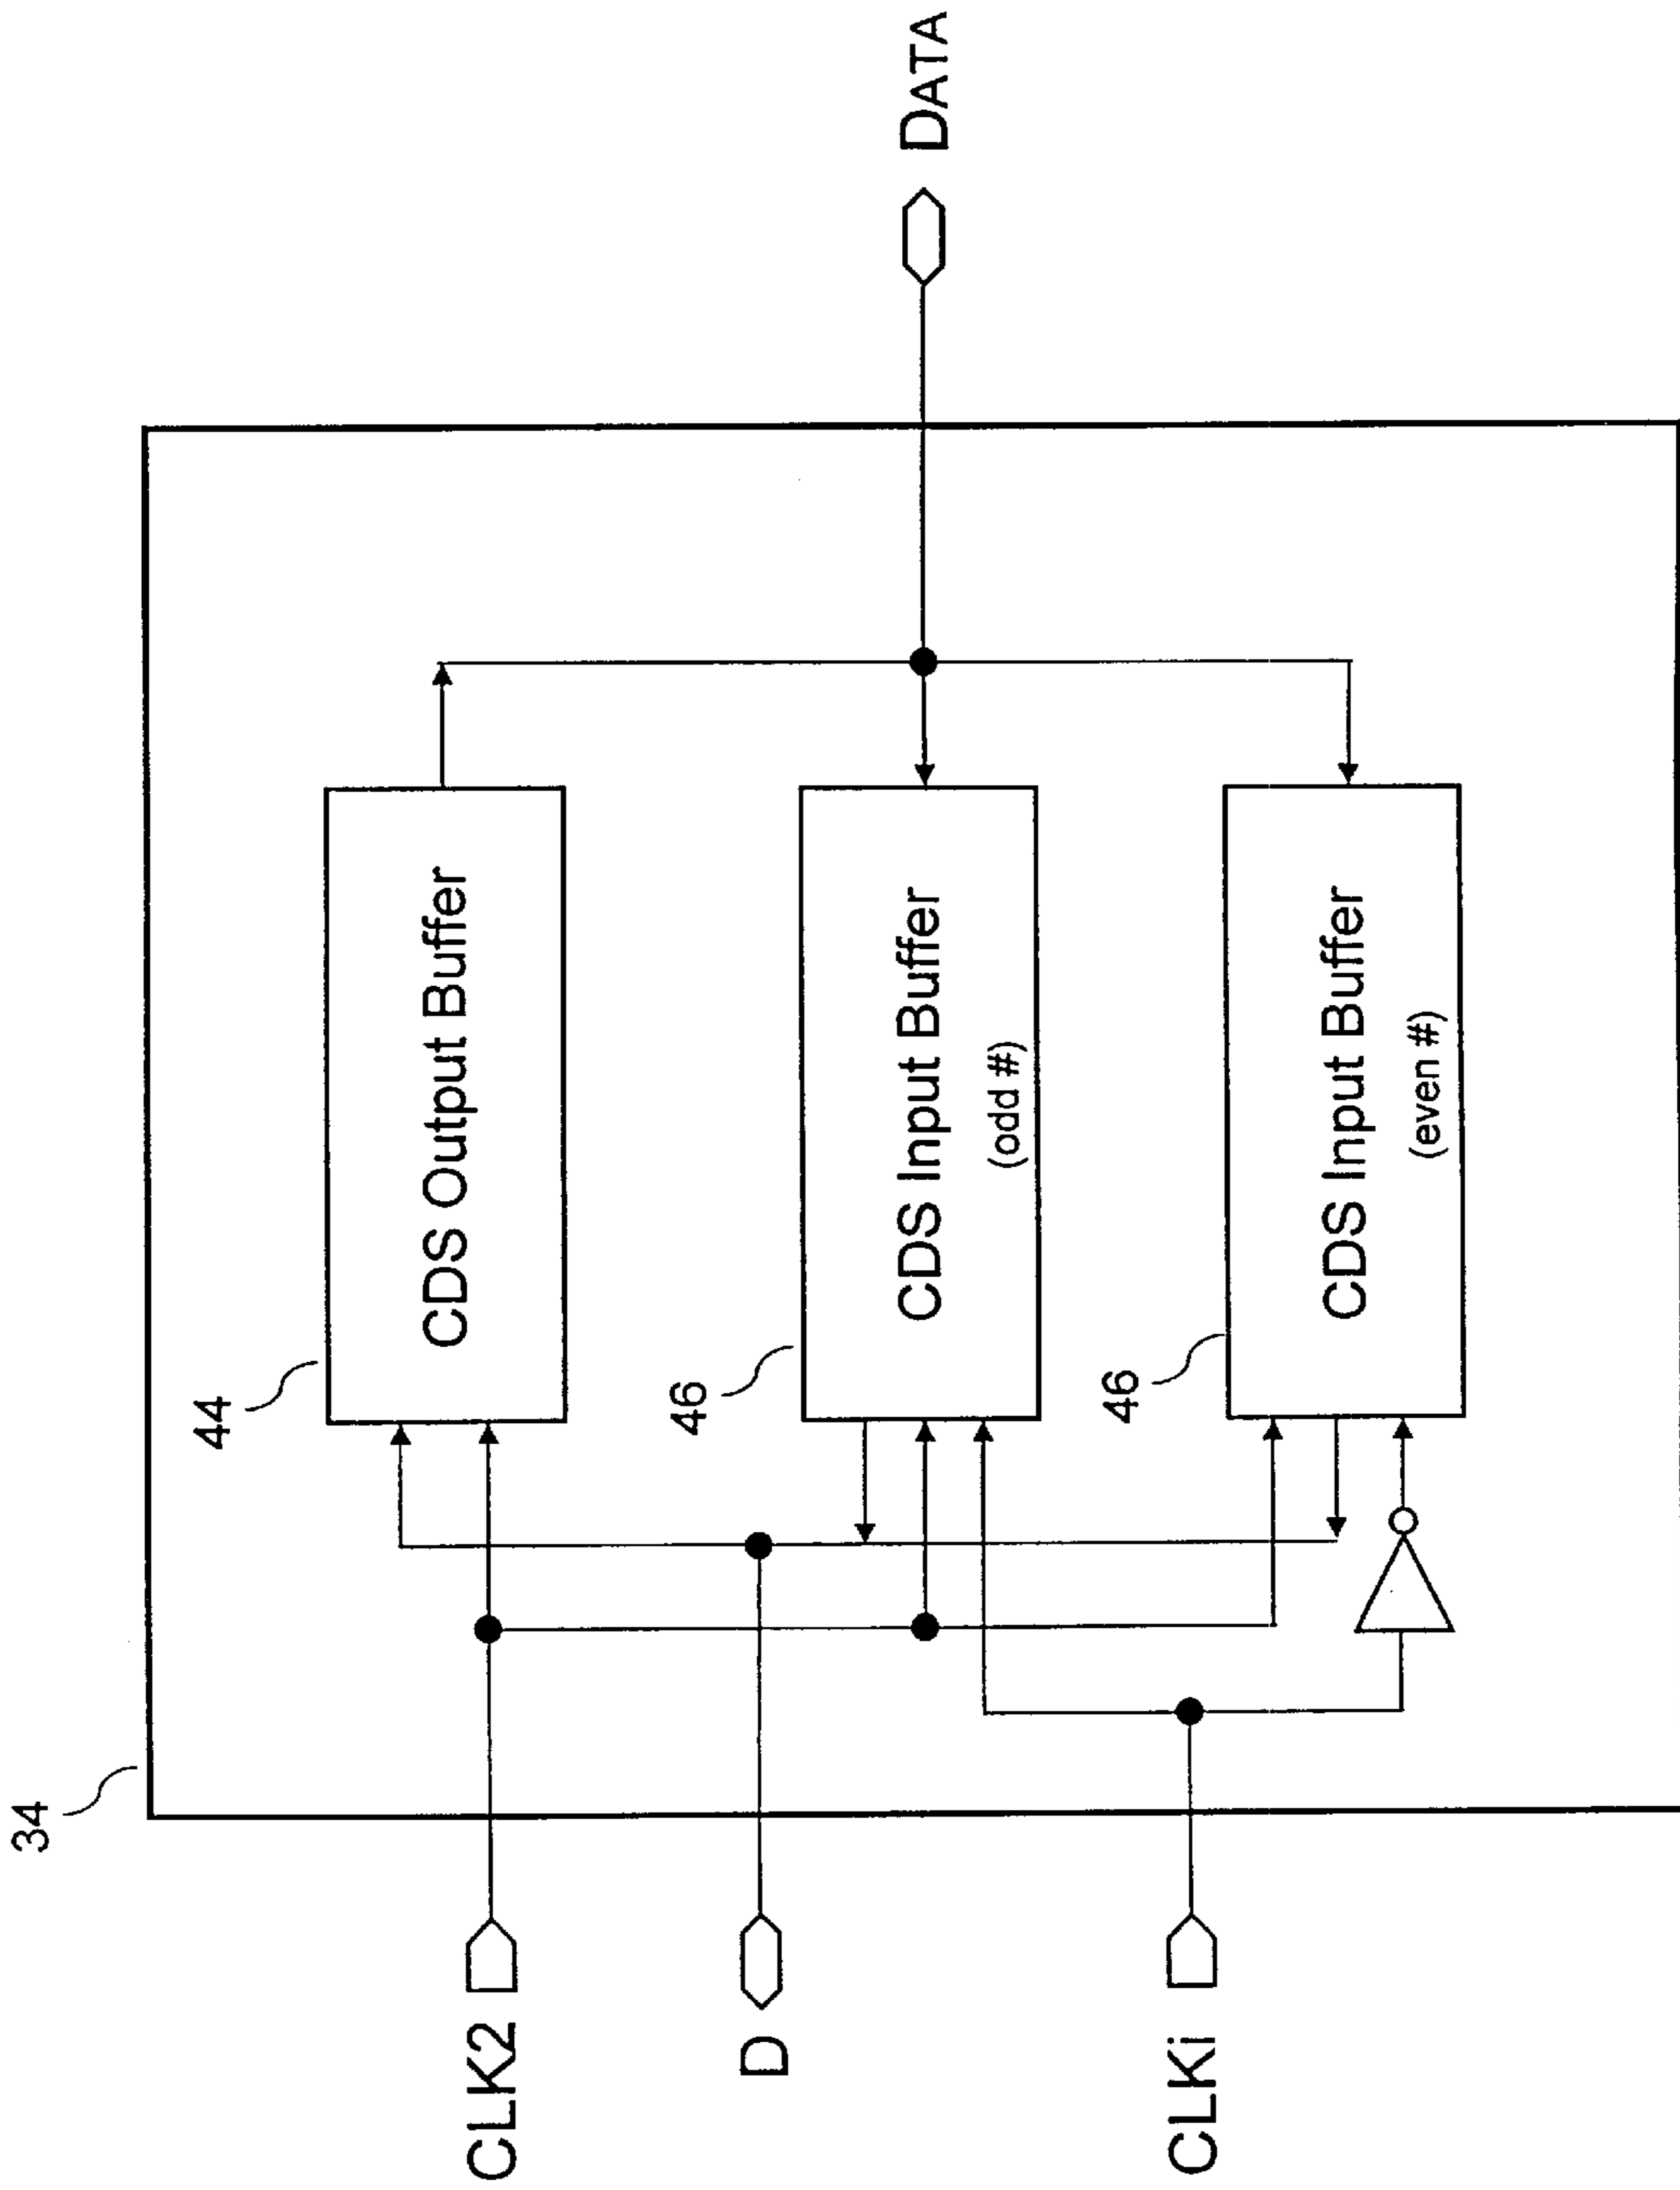 34
44
CDS Output Buffer
CLK2
46
CDS Input Buffer
(odd #)
D
DATA
46
CDS Input Buffer
(even #)
CLKi